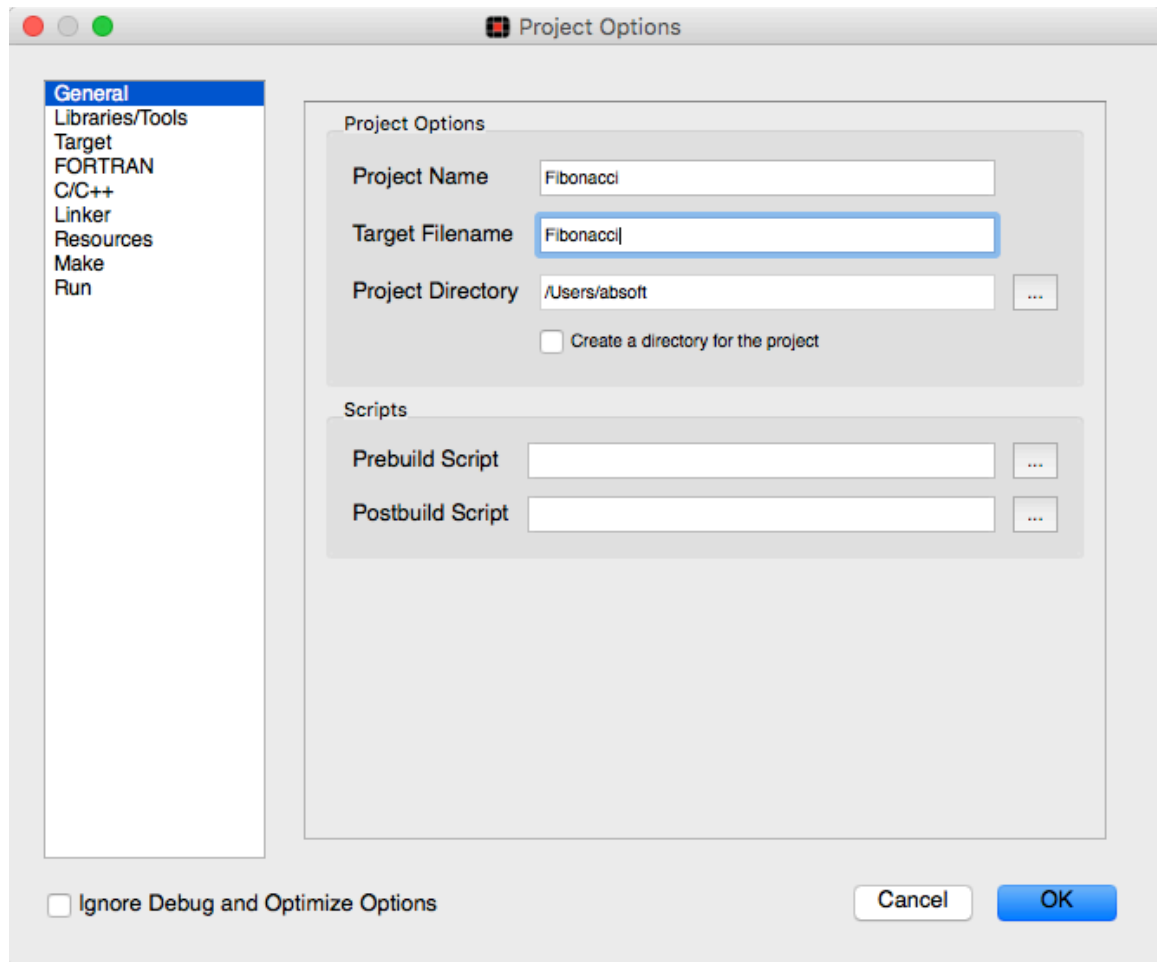 Project Options
General
Libraries/Tools
Target
FORTRAN
C/C++
Linker
Resources
Make
Run
Project Options
Project Name
Fibonacci
Target Filename
Fibonacci
Project Directory
/Users/absoft
...
Create a directory for the project
Scripts
Prebuild Script
...
Postbuild Script
...
Ignore Debug and Optimize Options
Cancel
OK